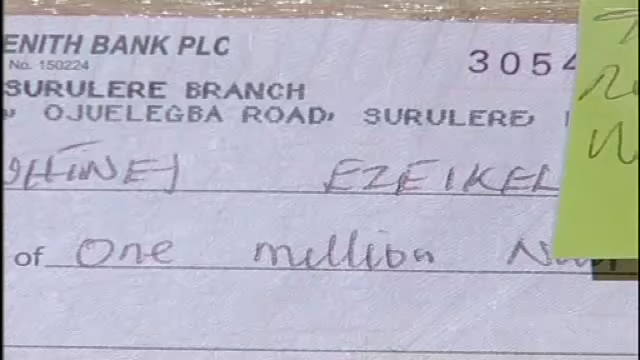 ENITH BANK PLC
No. 150224
3054
SURULERE BRANCH
OJUELEGBA ROAD, SURULERE,
EZEIKEL
of One million